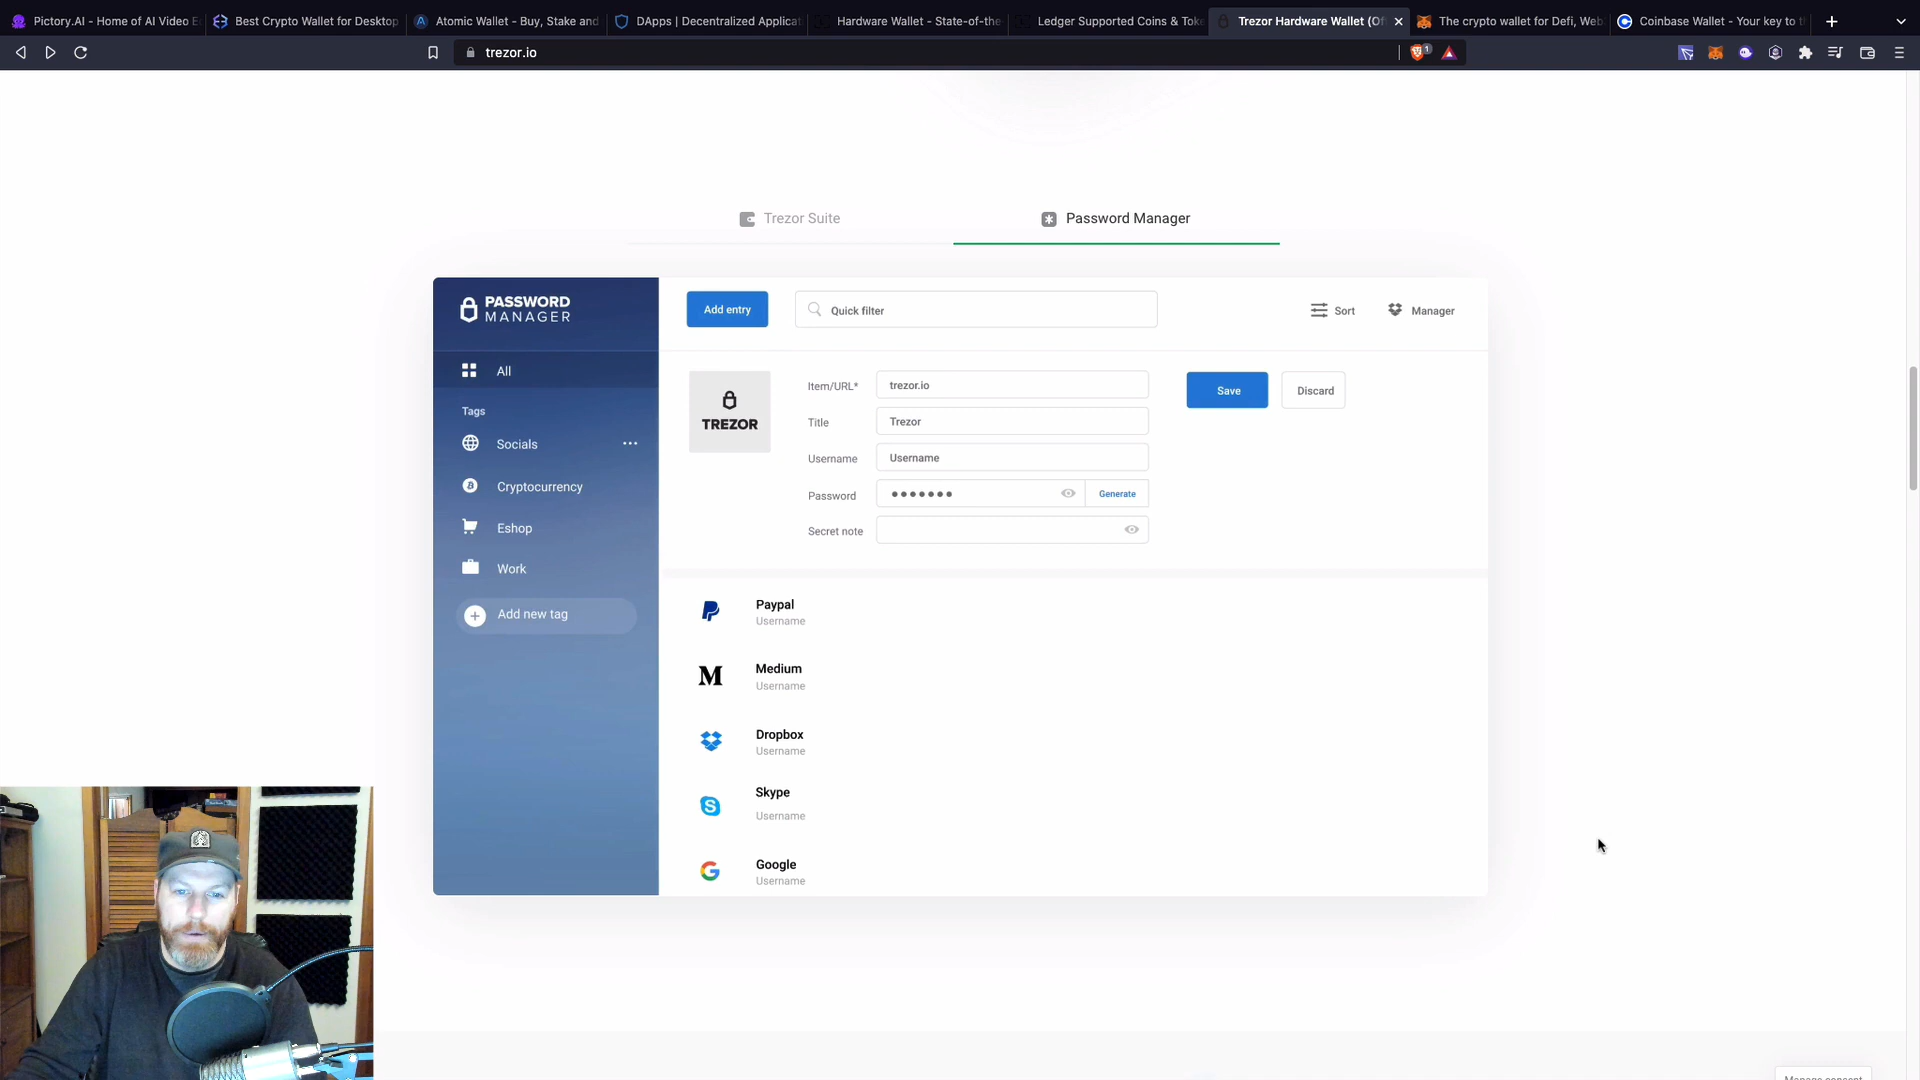 Pictory.AI - Home of AI Video E
Best Crypto Wallet for Desktop
Atomic Wallet - Buy, Stake and
DApps | Decentralized Applicat
Hardware Wallet - State-of-the-
Ledger Supported Coins & Toke
Trezor Hardware Wallet (Of
The crypto wallet for Defi, Web
Coinbase Wallet - Your key to t
trezor.io
1
Trezor Suite
Password Manager
PASSWORD
MANAGER
Add entry
Quick filter
Sort
Manager
All
Tags
Socials
Cryptocurrency
Eshop
Work
Add new tag
TREZOR
Item/URL*
trezor.io
Title
Trezor
Username
Username
Password
Generate
Secret note
Save
Discard
Paypal
Username
Medium
Username
Dropbox
Username
Skype
Username
Google
Username
Manage consent